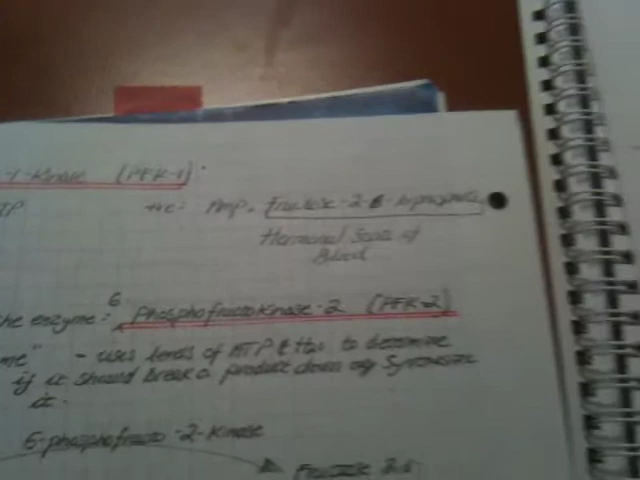 -1-Kinase (PFK-1)
TP +ve: AMP, Fructose-2-6-bisphosphate
Hormonal State of
Blood
the enzyme: 6 Phosphofructokinase-2 (PFK-2)
me" - uses levels of ATP & to determine
if it should break a product down or Synthesize
it.
6-phosphofructo-2-Kinase
Fructose 2,6